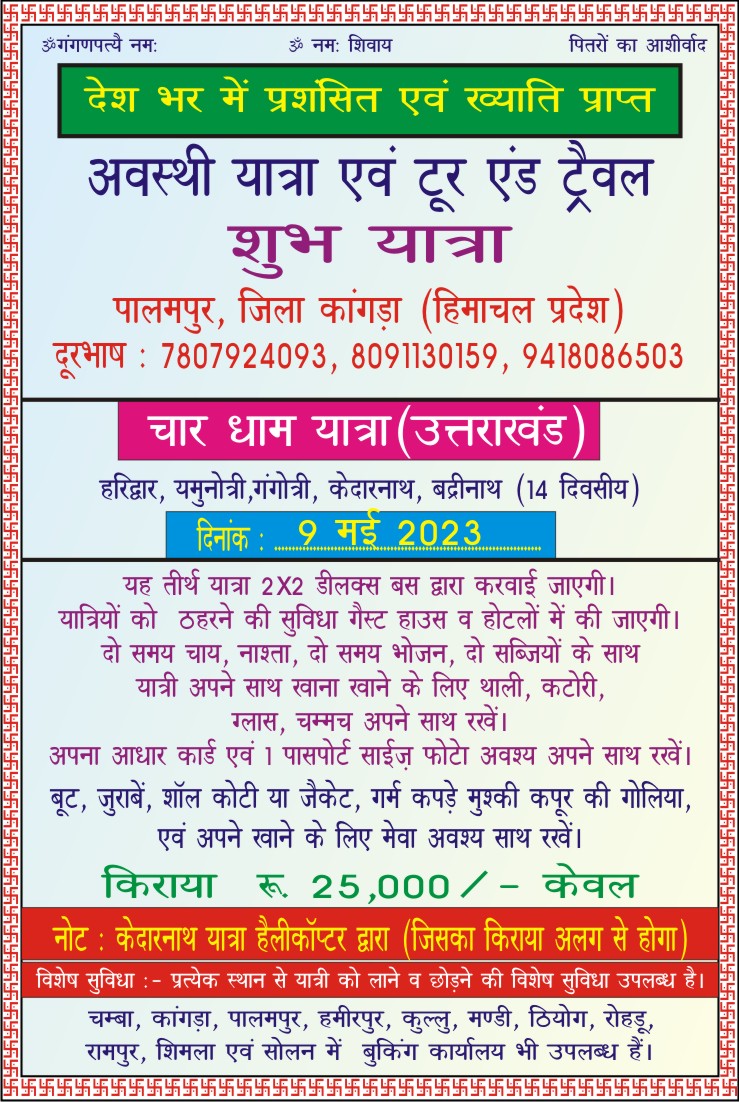 ॐगंगणपत्यै नमः ॐ नमः शिवाय पितरों का आशीर्वाद
देश भर में प्रशंसित एवं ख्याति प्राप्त
अवस्थी यात्रा एवं टूर एंड ट्रैवल
शुभ यात्रा
पालमपुर, जिला कांगड़ा (हिमाचल प्रदेश)
दूरभाष : 7807924093, 8091130159, 9418086503
चार धाम यात्रा(उत्तराखंड)
हरिद्वार, यमुनोत्री,गंगोत्री, केदारनाथ, बद्रीनाथ (14 दिवसीय)
दिनांक : 9 मई 2023
यह तीर्थ यात्रा 2X2 डीलक्स बस द्वारा करवाई जाएगी।
यात्रियों को ठहरने की सुविधा गैस्ट हाउस व होटलों में की जाएगी।
दो समय चाय, नाश्ता, दो समय भोजन, दो सब्जियों के साथ
यात्री अपने साथ खाना खाने के लिए थाली, कटोरी,
ग्लास, चम्मच अपने साथ रखें।
अपना आधार कार्ड एवं 1 पासपोर्ट साईज़ फोटेा अवश्य अपने साथ रखें।
बूट, जुराबें, शॉल कोटी या जैकेट, गर्म कपड़े मुश्की कपूर की गोलिया,
एवं अपने खाने के लिए मेवा अवश्य साथ रखें।
किराया रू. 25,000/- केवल
नोट : केदारनाथ यात्रा हैलीकॉप्टर द्वारा (जिसका किराया अलग से होगा)
विशेष सुविधा :- प्रत्येक स्थान से यात्री को लाने व छोड़ने की विशेष सुविधा उपलब्ध है।
चम्बा, कांगड़ा, पालमपुर, हमीरपुर, कुल्लु, मण्डी, ठियोग, रोहडू,
रामपुर, शिमला एवं सोलन में बुकिंग कार्यालय भी उपलब्ध हैं।